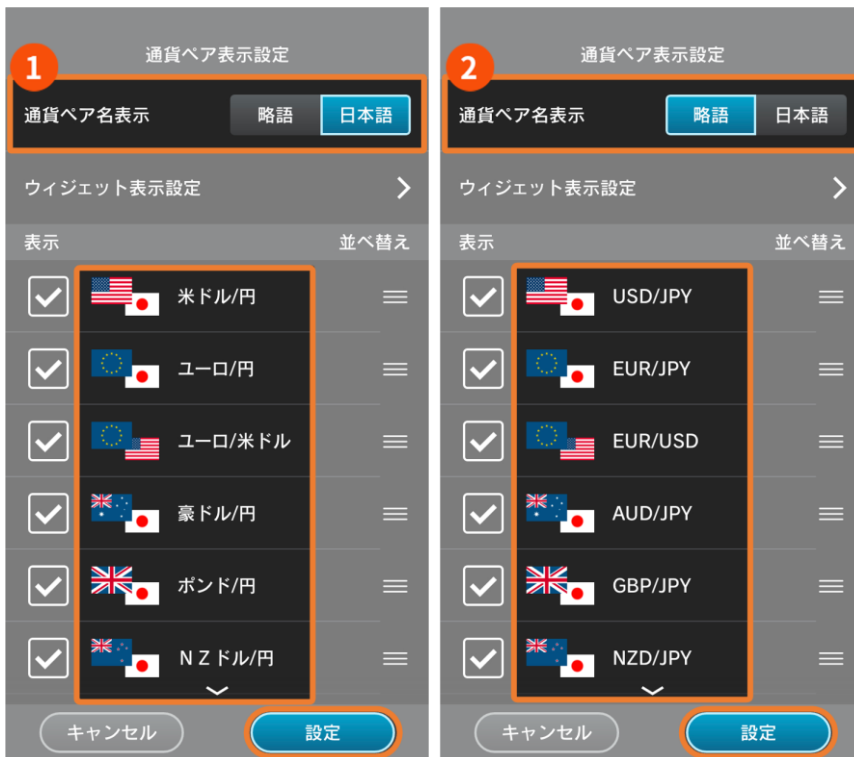 1
通貨ペア表示設定
通貨ペア名表示 略語 日本語
ウィジェット表示設定
表示 並べ替え
米ドル/円
ユーロ/円
ユーロ/米ドル
豪ドル/円
ポンド/円
NZドル/円
キャンセル 設定
2
通貨ペア表示設定
通貨ペア名表示 略語 日本語
ウィジェット表示設定
表示 並べ替え
USD/JPY
EUR/JPY
EUR/USD
AUD/JPY
GBP/JPY
NZD/JPY
キャンセル 設定